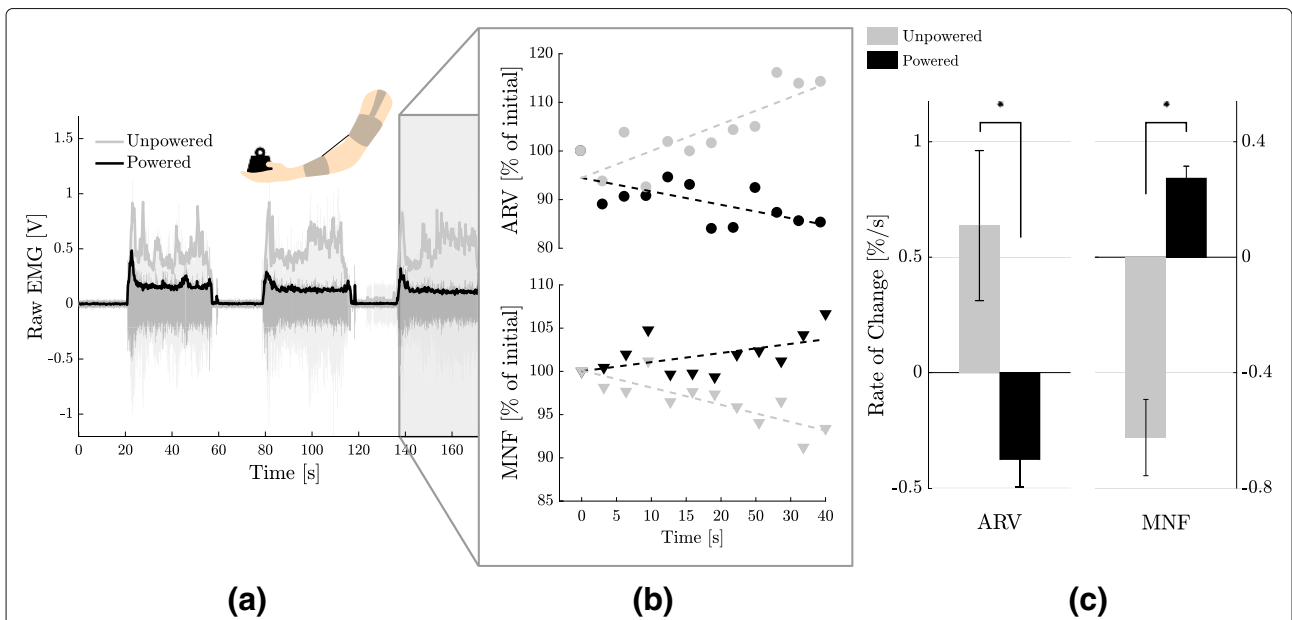 Unpowered
Powered
1.5
1
0.5
0
-0.5
-1
Raw EMG [V]
Unpowered
Powered
0 20 40 60 80 100 120 140 160
Time [s]
(a)
120
110
100
90
80
ARV [% of initial]
105
100
95
90
85
MNF [% of initial]
0 5 10 15 20 50 30 40
Time [s]
(b)
* *
1
0.5
0
-0.5
Rate of Change [%/s]
0.4
0
-0.4
-0.8
ARV MNF
(c)